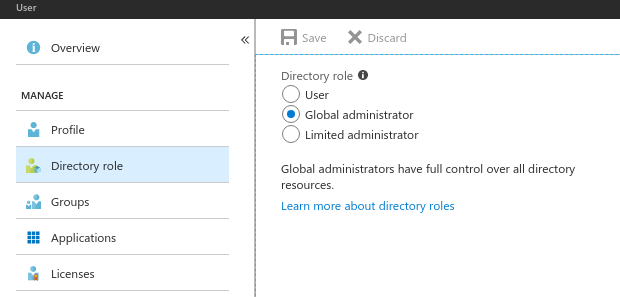 User
Overview
MANAGE
Profile
Directory role
Groups
Applications
Licenses
Save Discard
Directory role
User
Global administrator
Limited administrator
Global administrators have full control over all directory
resources.
Learn more about directory roles